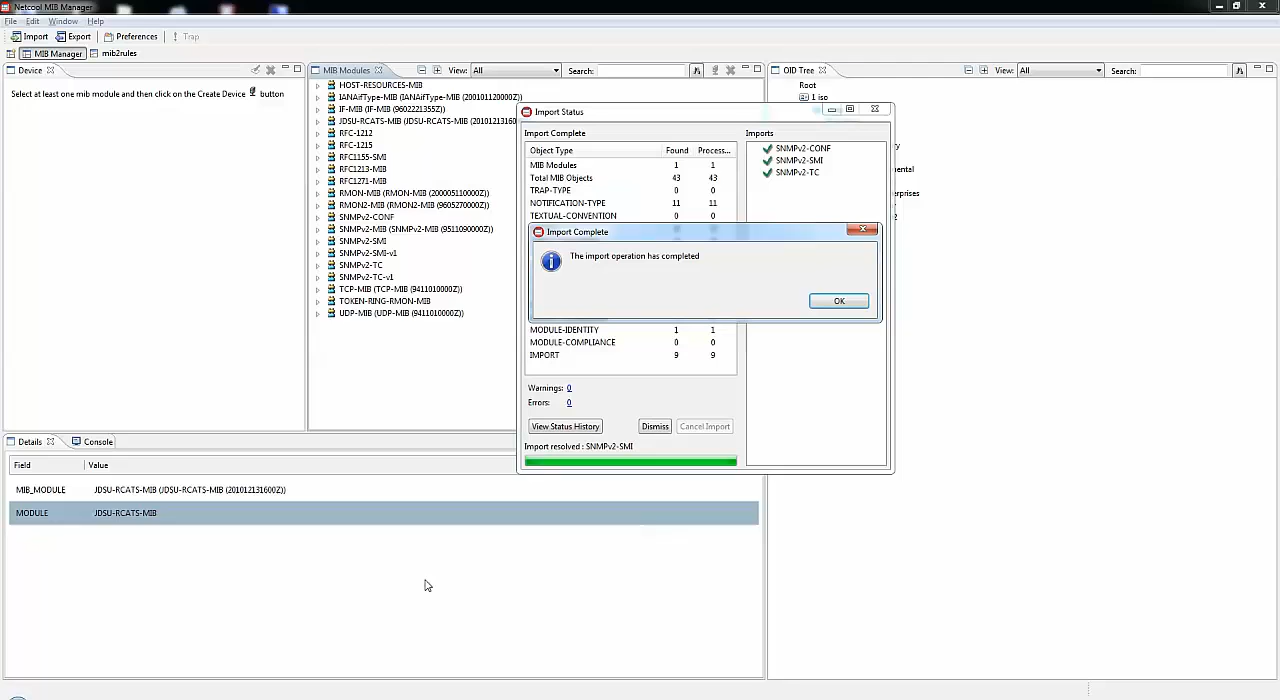 Netcool MIB Manager
File Edit Window Help
Import Export Preferences Trap
MIB Manager mib2rules
Device
Select at least one mib module and then click on the Create Device button
MIB Modules View: All Search:
HOST-RESOURCES-MIB
IANAifType-MIB (IANAifType-MIB (200101120000Z))
IF-MIB (IF-MIB (9602221355Z))
JDSU-RCATS-MIB (JDSU-RCATS-MIB (2010121316
RFC-1212
RFC-1215
RFC1155-SMI
RFC1213-MIB
RFC1271-MIB
RMON-MIB (RMON-MIB (200005110000Z))
RMON2-MIB (RMON2-MIB (9605270000Z))
SNMPv2-CONF
SNMPv2-MIB (SNMPv2-MIB (9511090000Z))
SNMPv2-SMI
SNMPv2-SMI-v1
SNMPv2-TC
SNMPv2-TC-v1
TCP-MIB (TCP-MIB (9411010000Z))
TOKEN-RING-RMON-MIB
UDP-MIB (UDP-MIB (9411010000Z))
OID Tree View: All Search:
Root
1 iso
ry
ental
erprises
2
Import Status
Import Complete
Object Type Found Process...
MIB Modules 1 1
Total MIB Objects 43 43
TRAP-TYPE 0 0
NOTIFICATION-TYPE 11 11
TEXTUAL-CONVENTION 0 0
MODULE-IDENTITY 1 1
MODULE-COMPLIANCE 0 0
IMPORT 9 9
Warnings: 0
Errors: 0
View Status History Dismiss Cancel Import
Import resolved : SNMPv2-SMI
Imports
SNMPv2-CONF
SNMPv2-SMI
SNMPv2-TC
Import Complete
The import operation has completed
OK
Details Console
Field Value
MIB_MODULE JDSU-RCATS-MIB (JDSU-RCATS-MIB (201012131600Z))
MODULE JDSU-RCATS-MIB